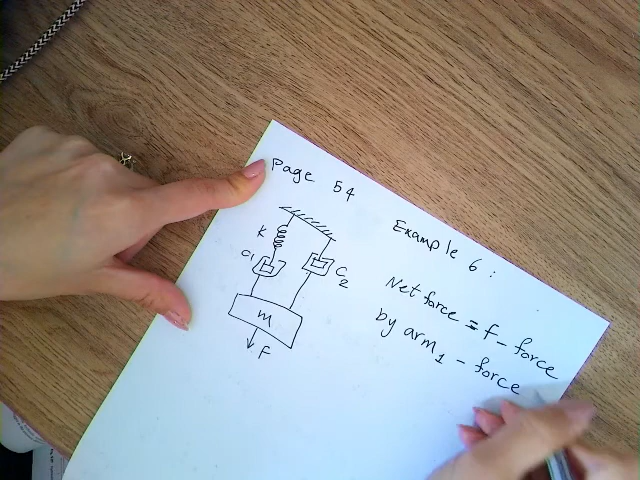 Page 54
Example 6 :
K
C1
C2
m
F
Net force = f - force
by arm1 - force